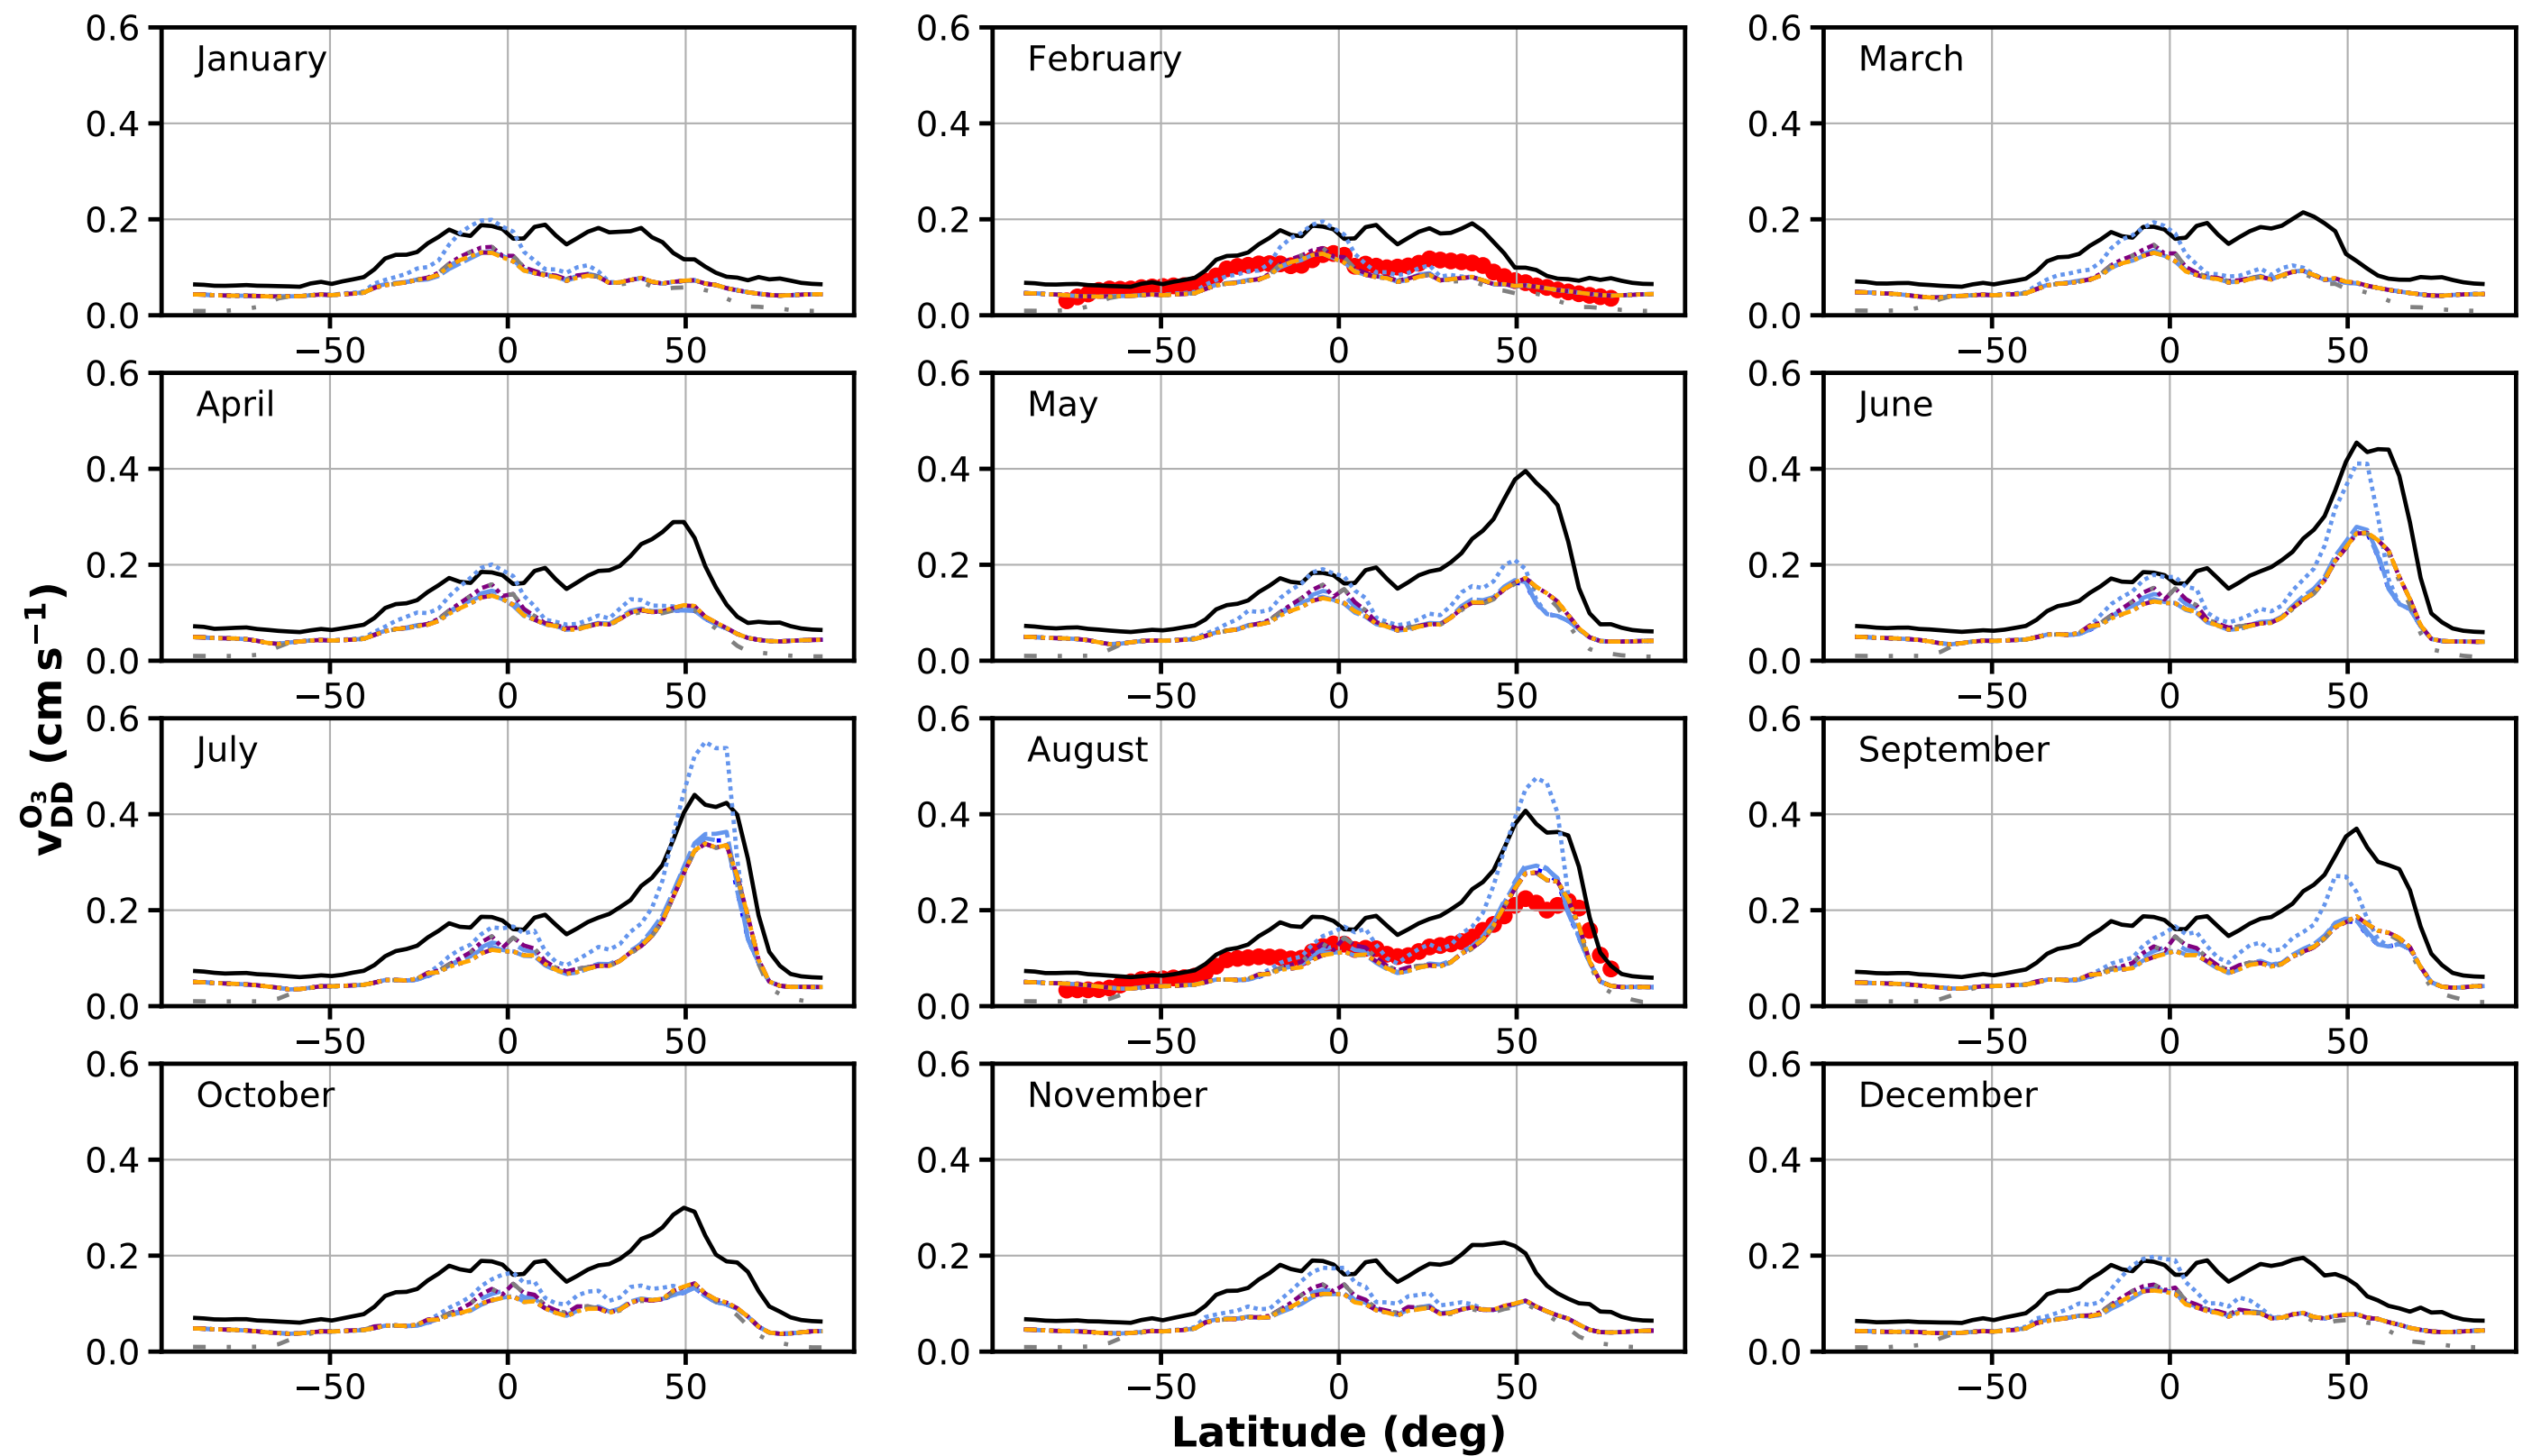 0.6 0.6 0.6
January February March
0.4 0.4 0.4
0.2 0.2 0.2
0.0 0.0 0.0
−50 0 50 −50 0 50 −50 0 50
0.6 0.6 0.6
April May June
0.4 0.4 0.4
0.2 0.2 0.2
0.0 0.0 0.0
−50 0 50 −50 0 50 −50 0 50
v_DD^O₃ (cm s⁻¹)
0.6 0.6 0.6
July August September
0.4 0.4 0.4
0.2 0.2 0.2
0.0 0.0 0.0
−50 0 50 −50 0 50 −50 0 50
0.6 0.6 0.6
October November December
0.4 0.4 0.4
0.2 0.2 0.2
0.0 0.0 0.0
−50 0 50 −50 0 50 −50 0 50
Latitude (deg)